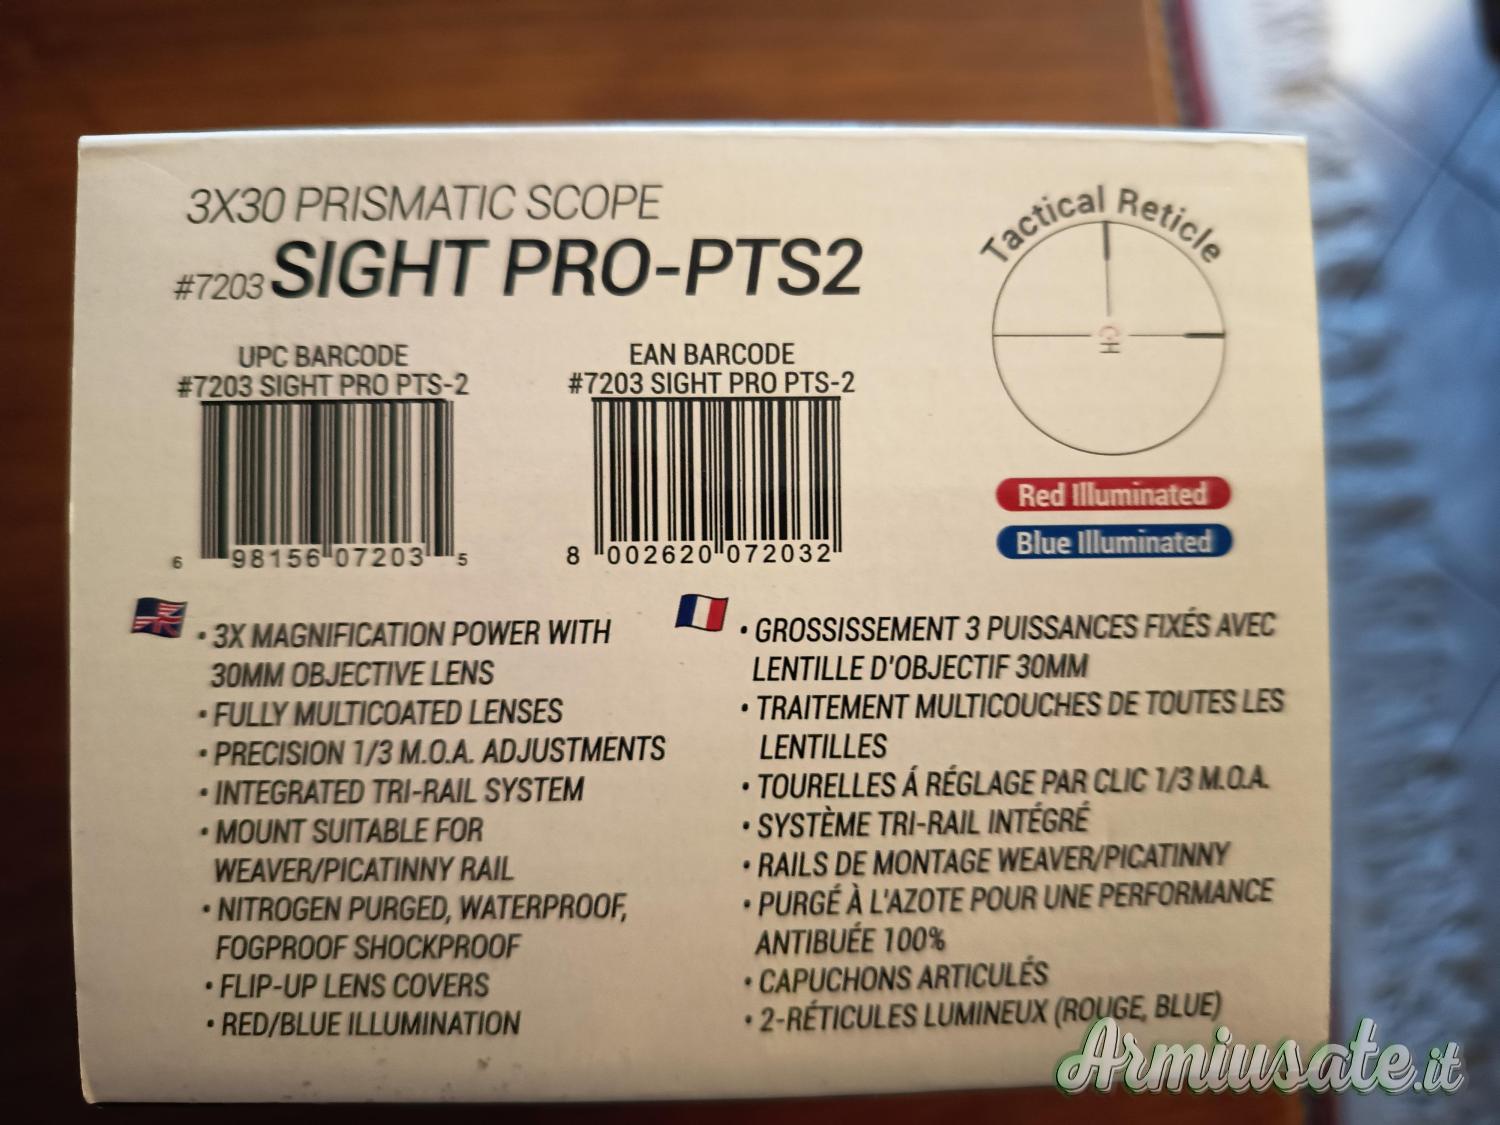 3X30 PRISMATIC SCOPE
#7203 SIGHT PRO-PTS2
Tactical Reticle
UPC BARCODE
#7203 SIGHT PRO PTS-2
6 98156 07203 5
EAN BARCODE
#7203 SIGHT PRO PTS-2
8 002620 072032
Red Illuminated
Blue Illuminated
• 3X MAGNIFICATION POWER WITH
30MM OBJECTIVE LENS
• FULLY MULTICOATED LENSES
• PRECISION 1/3 M.O.A. ADJUSTMENTS
• INTEGRATED TRI-RAIL SYSTEM
• MOUNT SUITABLE FOR
WEAVER/PICATINNY RAIL
• NITROGEN PURGED, WATERPROOF,
FOGPROOF SHOCKPROOF
• FLIP-UP LENS COVERS
• RED/BLUE ILLUMINATION
• GROSSISSEMENT 3 PUISSANCES FIXÉS AVEC
LENTILLE D'OBJECTIF 30MM
• TRAITEMENT MULTICOUCHES DE TOUTES LES
LENTILLES
• TOURELLES Á RÉGLAGE PAR CLIC 1/3 M.O.A.
• SYSTÈME TRI-RAIL INTÉGRÉ
• RAILS DE MONTAGE WEAVER/PICATINNY
• PURGÉ À L'AZOTE POUR UNE PERFORMANCE
ANTIBUÉE 100%
• CAPUCHONS ARTICULÉS
• 2-RÉTICULES LUMINEUX (ROUGE, BLUE)
Armiusate.it